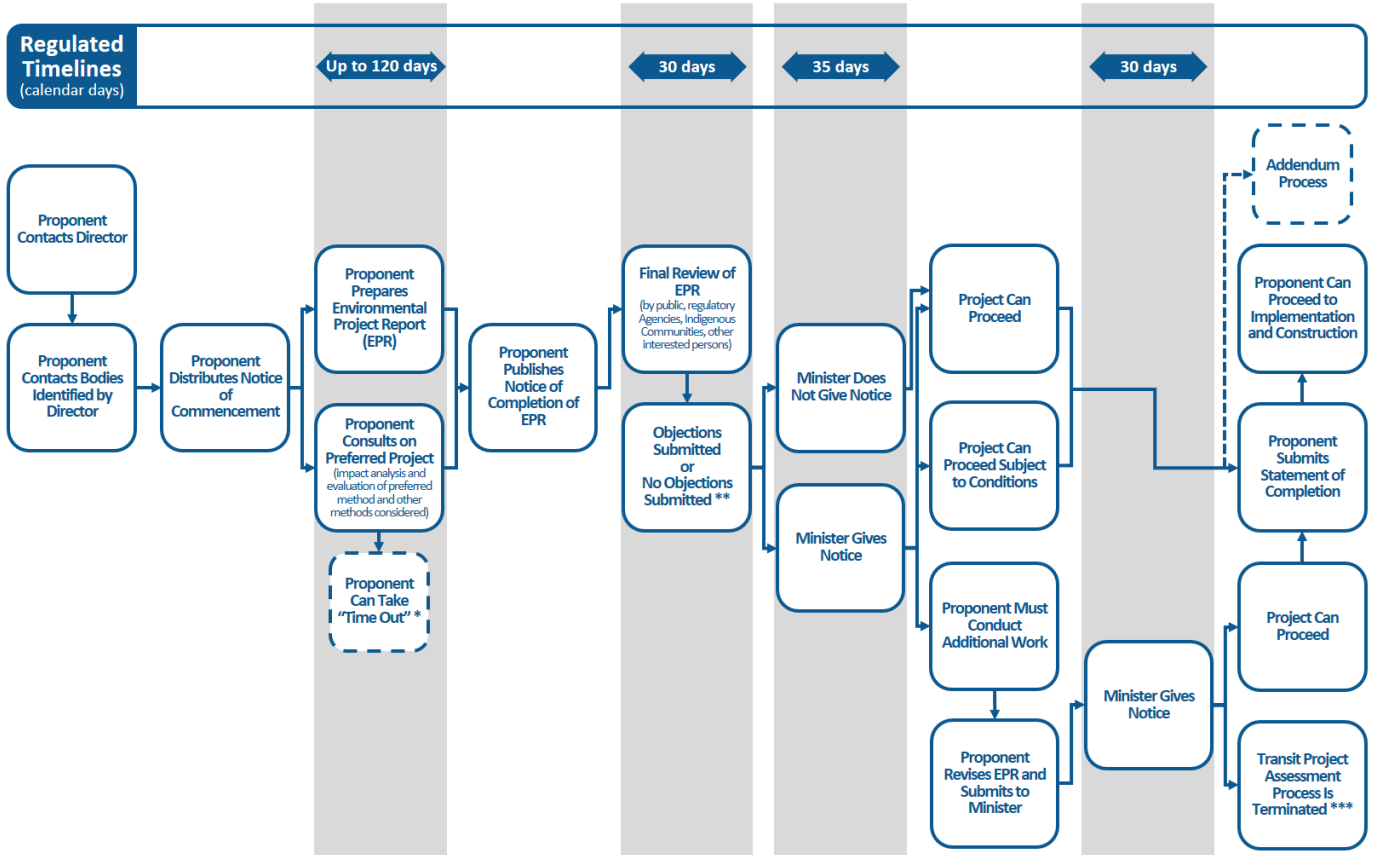 Regulated
Timelines
(calendar days)
Up to 120 days
30 days
35 days
30 days
Proponent
Contacts Director
Proponent
Contacts Bodies
Identified by
Director
Proponent
Distributes Notice
of
Commencement
Proponent
Prepares
Environmental
Project Report
(EPR)
Proponent
Consults on
Preferred Project
(impact analysis and
evaluation of preferred
method and other
methods considered)
Proponent
Can Take
“Time Out” *
Proponent
Publishes
Notice of
Completion of
EPR
Final Review of
EPR
(by public, regulatory
Agencies, Indigenous
Communities, other
interested persons)
Objections
Submitted
or
No Objections
Submitted **
Minister Does
Not Give Notice
Minister Gives
Notice
Project Can
Proceed
Project Can
Proceed Subject
to Conditions
Proponent Must
Conduct
Additional Work
Proponent
Revises EPR and
Submits to
Minister
Minister Gives
Notice
Addendum
Process
Proponent Can
Proceed to
Implementation
and Construction
Proponent
Submits
Statement of
Completion
Project Can
Proceed
Transit Project
Assessment
Process Is
Terminated ***